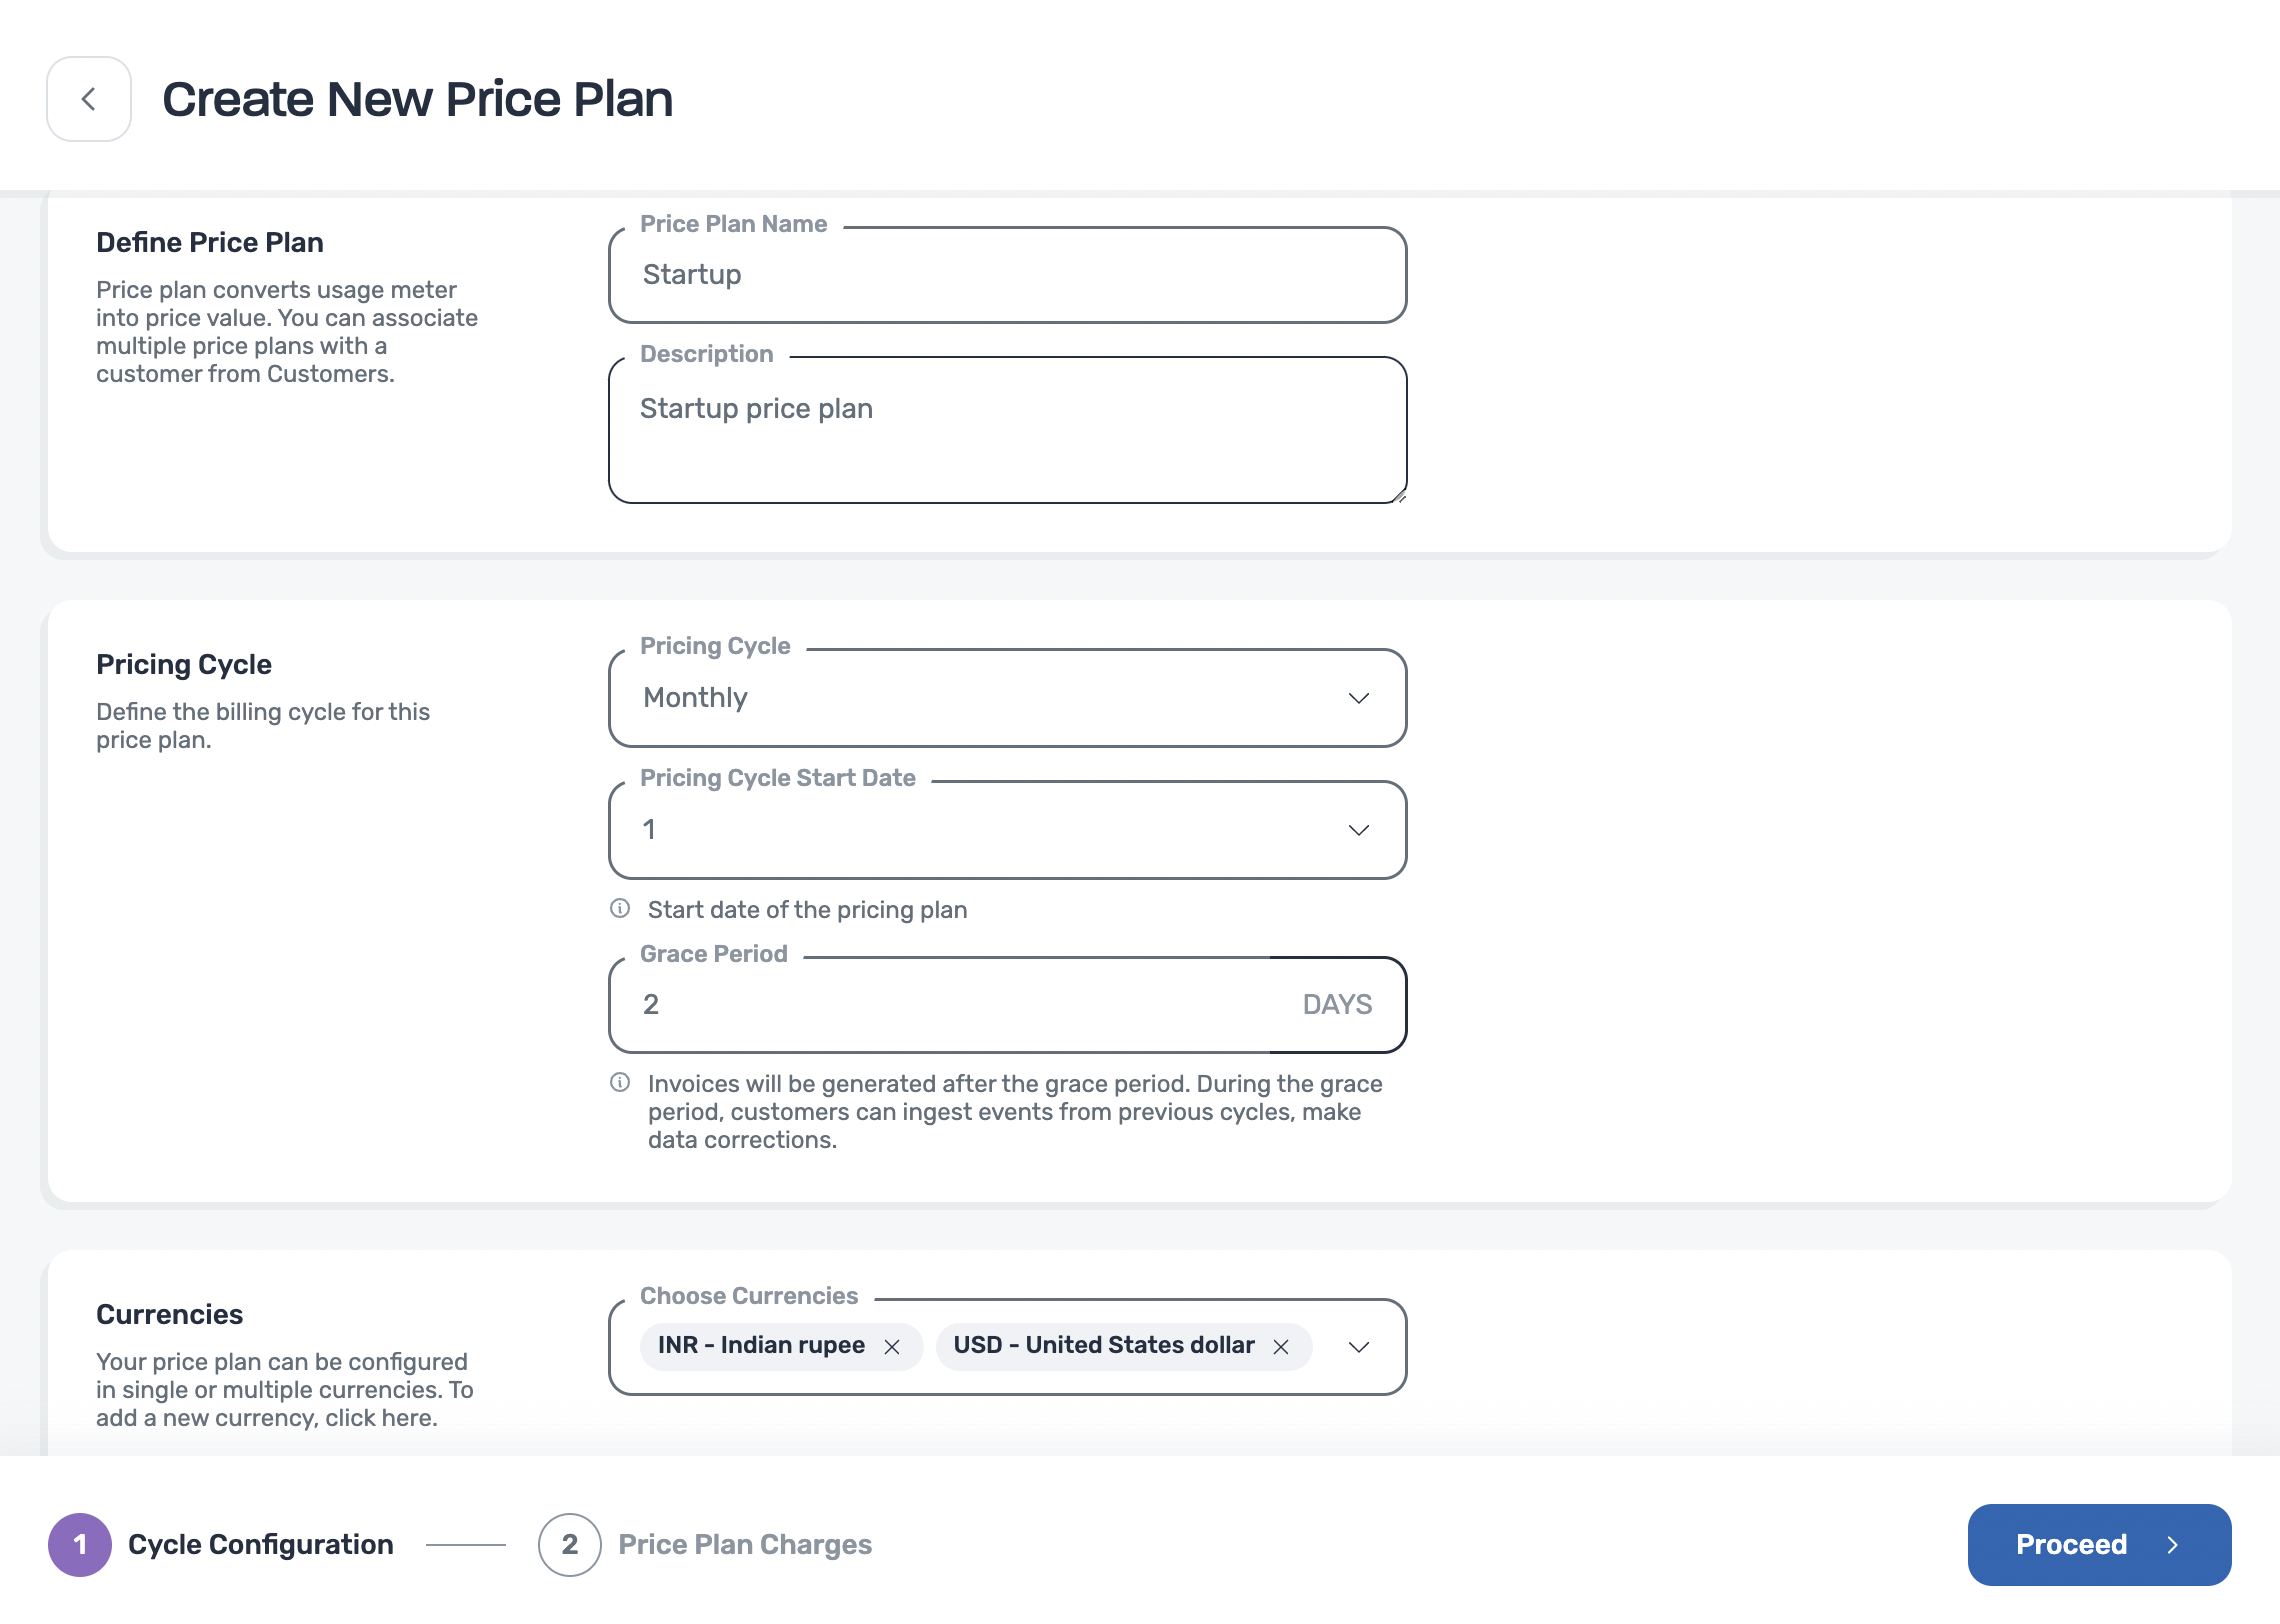 Create New Price Plan
Define Price Plan
Price plan converts usage meter
into price value. You can associate
multiple price plans with a
customer from Customers.
Price Plan Name
Startup
Description
Startup price plan
Pricing Cycle
Define the billing cycle for this
price plan.
Pricing Cycle
Monthly
Pricing Cycle Start Date
1
Start date of the pricing plan
Grace Period
2 DAYS
Invoices will be generated after the grace period. During the grace
period, customers can ingest events from previous cycles, make
data corrections.
Currencies
Your price plan can be configured
in single or multiple currencies. To
add a new currency, click here.
Choose Currencies
INR - Indian rupee USD - United States dollar
1 Cycle Configuration 2 Price Plan Charges Proceed